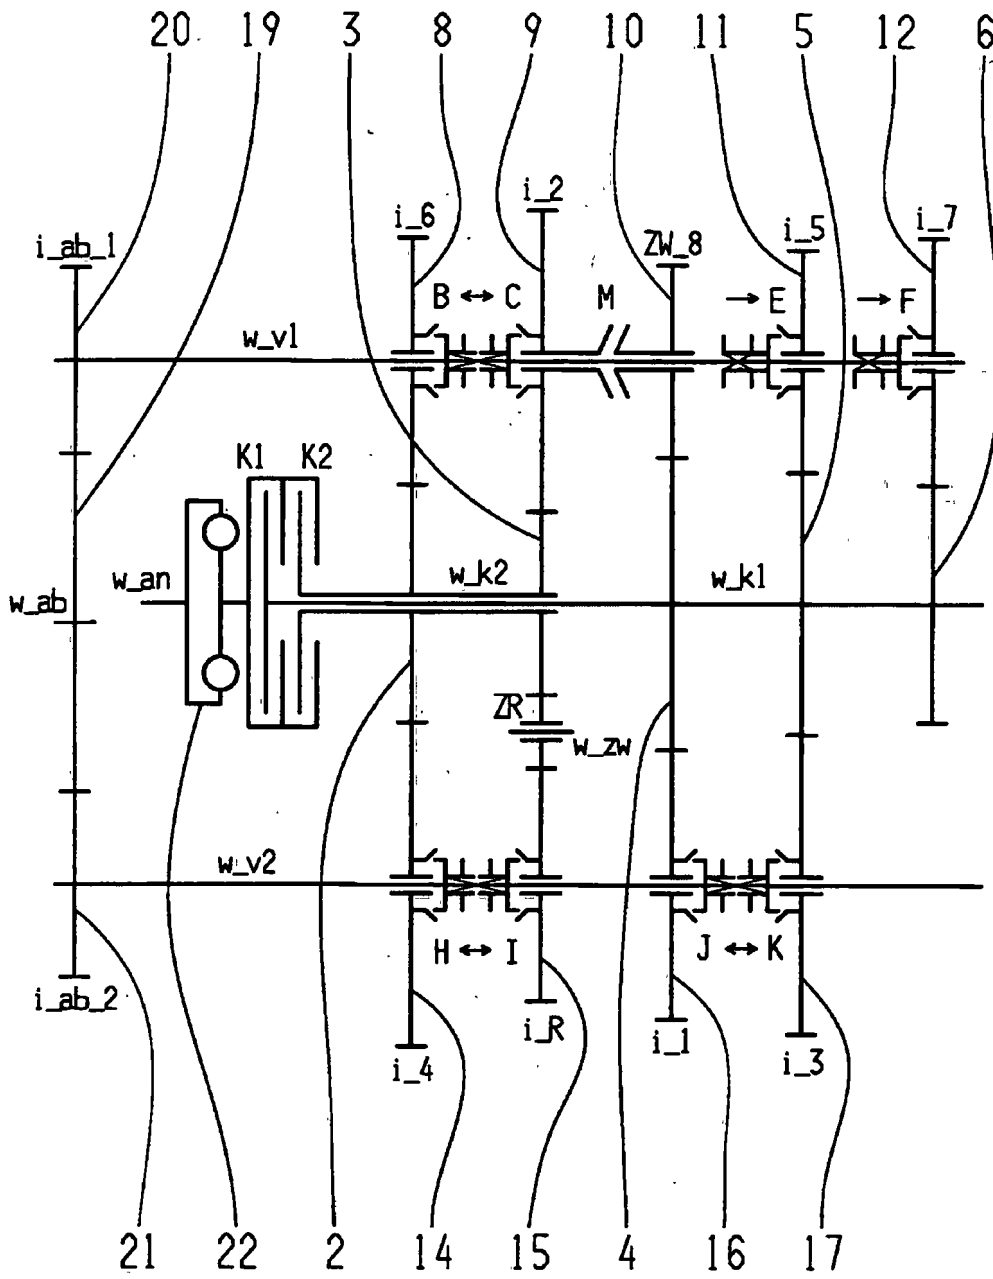 20 19 3 8 9 10 11 5 12 6
i_2
i_6 i_5 i_7
i_ab_1 ZW_8
B ↔ C M → E → F
w_v1
K1 K2
w_an w_k2 w_k1
w_ab
ZR
w_zw
w_v2
H ↔ I J ↔ K
i_ab_2 i_R
i_4 i_1 i_3
21 22 2 14 15 4 16 17